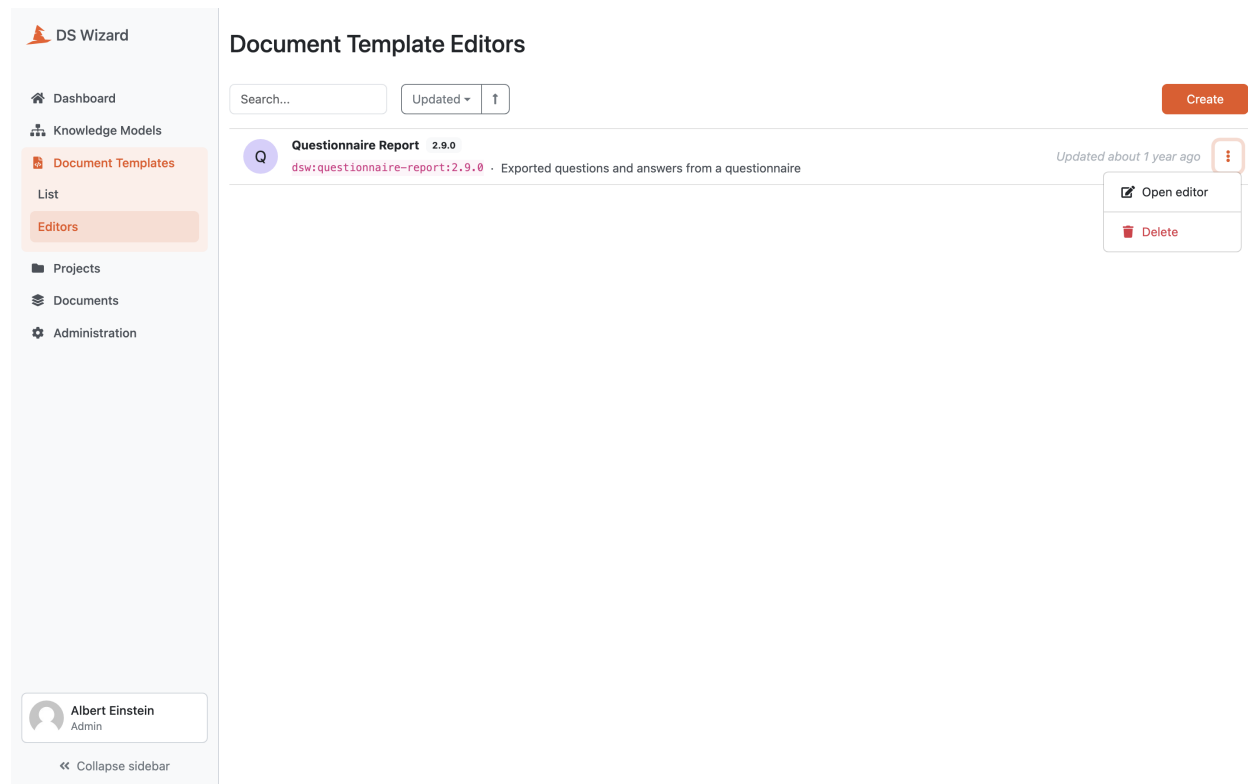 DS Wizard
Dashboard
Knowledge Models
Document Templates
List
Editors
Projects
Documents
Administration
Albert Einstein
Admin
Collapse sidebar
Document Template Editors
Search...
Updated
Create
Questionnaire Report 2.9.0
dsw:questionnaire-report:2.9.0 · Exported questions and answers from a questionnaire
Updated about 1 year ago
Open editor
Delete
Q